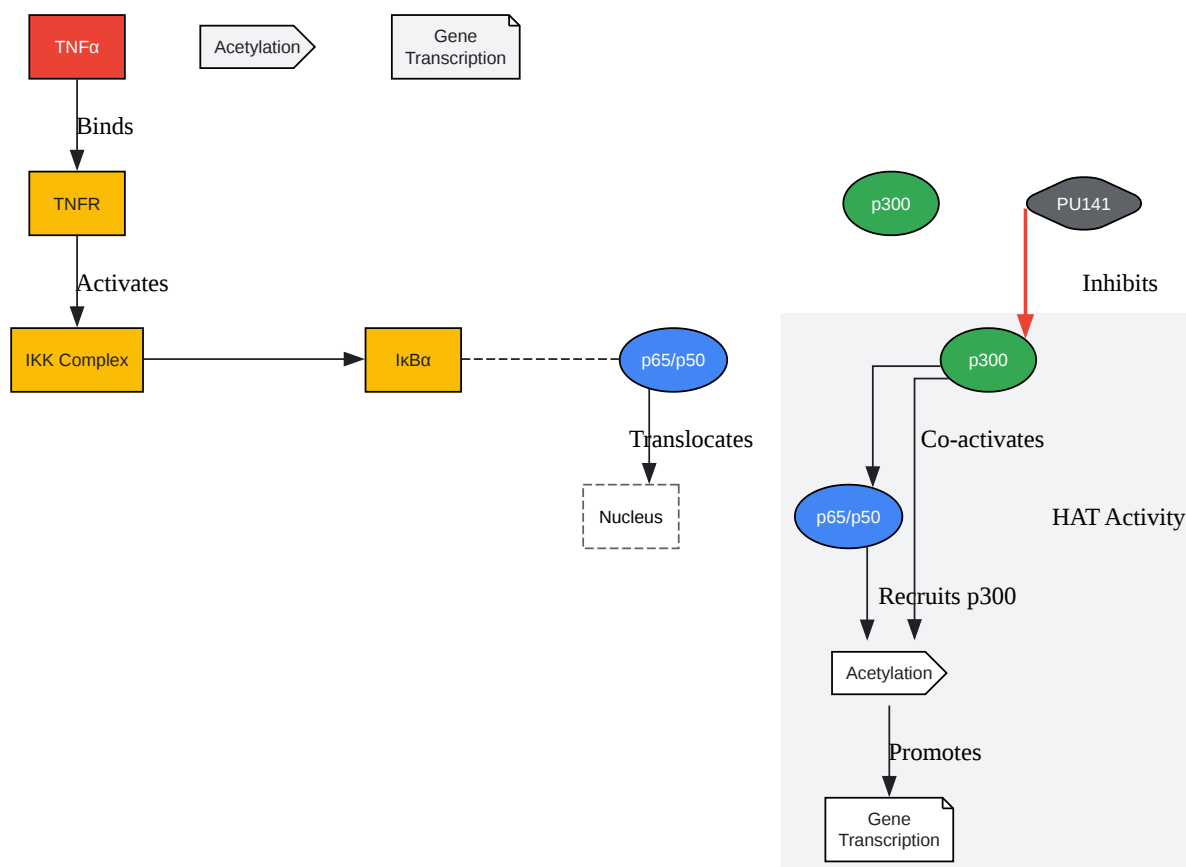 TNFα
Acetylation
Gene
Transcription
Binds
TNFR
p300
PU141
Activates
Inhibits
IKK Complex
IκBα
p65/p50
p300
Translocates
Co-activates
Nucleus
p65/p50
HAT Activity
Recruits p300
Acetylation
Promotes
Gene
Transcription